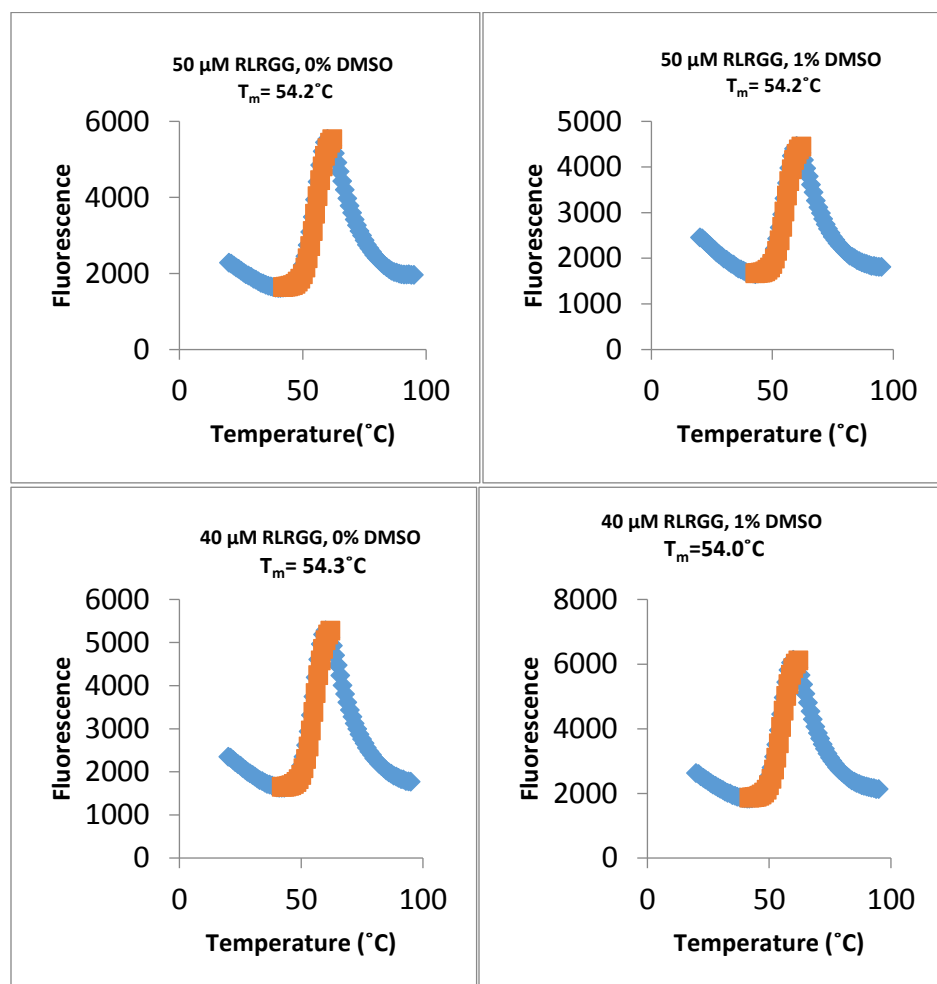 50 µM RLRGG, 0% DMSO
Tm= 54.2˚C
6000
4000
2000
0
0 50 100
Fluorescence
Temperature(˚C)
50 µM RLRGG, 1% DMSO
Tm= 54.2˚C
5000
4000
3000
2000
1000
0
0 50 100
Fluorescence
Temperature (˚C)
40 µM RLRGG, 0% DMSO
Tm= 54.3˚C
6000
5000
4000
3000
2000
1000
0
0 50 100
Fluorescence
Temperature (˚C)
40 µM RLRGG, 1% DMSO
Tm=54.0˚C
8000
6000
4000
2000
0
0 50 100
Fluorescence
Temperature (˚C)